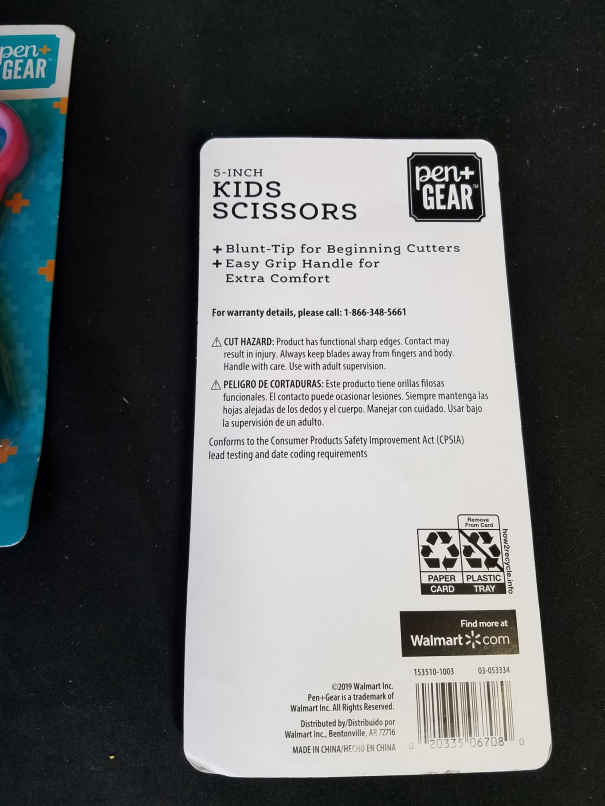 pen+
GEAR
5-INCH
KIDS
SCISSORS
pen+
GEAR™
+ Blunt-Tip for Beginning Cutters
+ Easy Grip Handle for
Extra Comfort
For warranty details, please call: 1-866-348-5661
⚠ CUT HAZARD: Product has functional sharp edges. Contact may
result in injury. Always keep blades away from fingers and body.
Handle with care. Use with adult supervision.
⚠ PELIGRO DE CORTADURAS: Este producto tiene orillas filosas
funcionales. El contacto puede ocasionar lesiones. Siempre mantenga las
hojas alejadas de los dedos y el cuerpo. Manejar con cuidado. Usar bajo
la supervisión de un adulto.
Conforms to the Consumer Products Safety Improvement Act (CPSIA)
lead testing and date coding requirements
Remove
From Card
PAPER PLASTIC
CARD TRAY
how2recycle.info
Find more at
Walmart.com
153510-1003 03-053334
©2019 Walmart Inc.
Pen+Gear is a trademark of
Walmart Inc. All Rights Reserved.
Distributed by/Distribuido por
Walmart Inc., Bentonville, AR 72716
MADE IN CHINA/HECHO EN CHINA
0 20335 06708 0